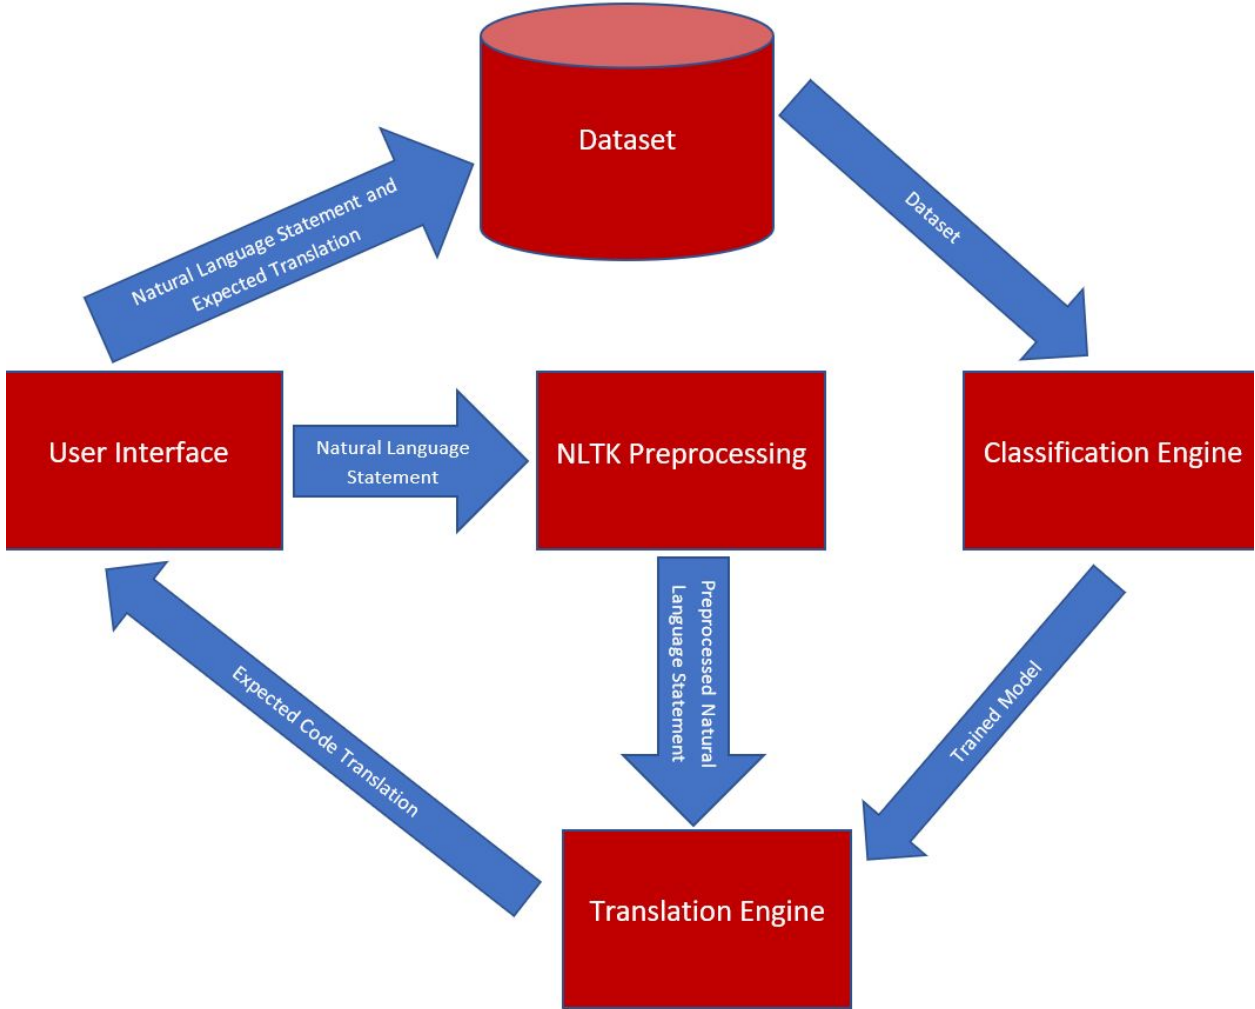 Dataset
Natural Language Statement and
Expected Translation
Dataset
User Interface
Natural Language
Statement
NLTK Preprocessing
Classification Engine
Preprocessed Natural
Language Statement
Expected Code Translation
Trained Model
Translation Engine